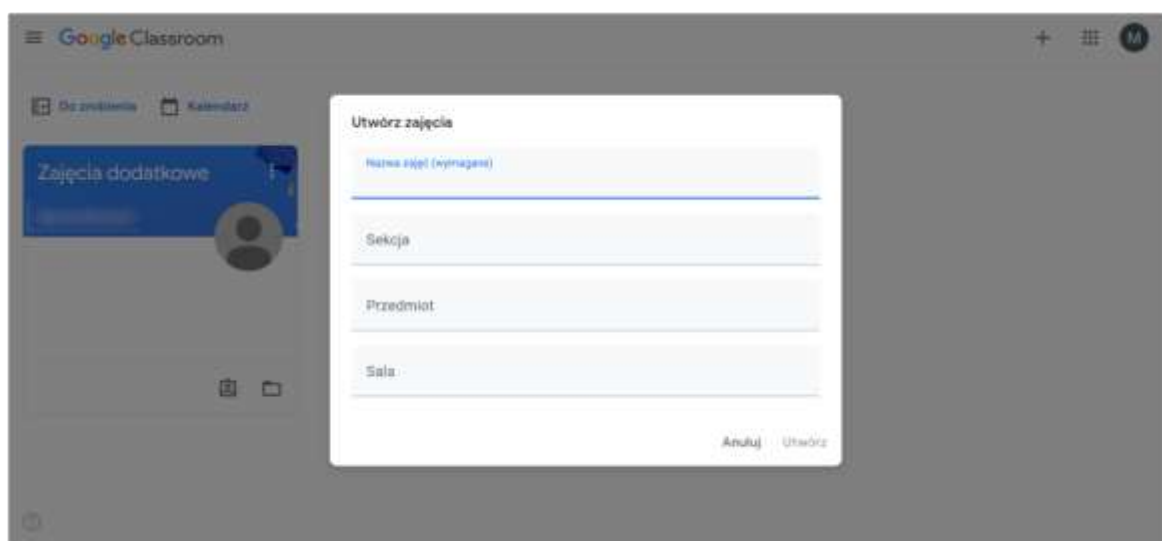 Google Classroom
M
Do zrobienia
Kalendarz
Zajęcia dodatkowe
Utwórz zajęcia
Nazwa zajęć (wymagane)
Sekcja
Przedmiot
Sala
Anuluj
Utwórz